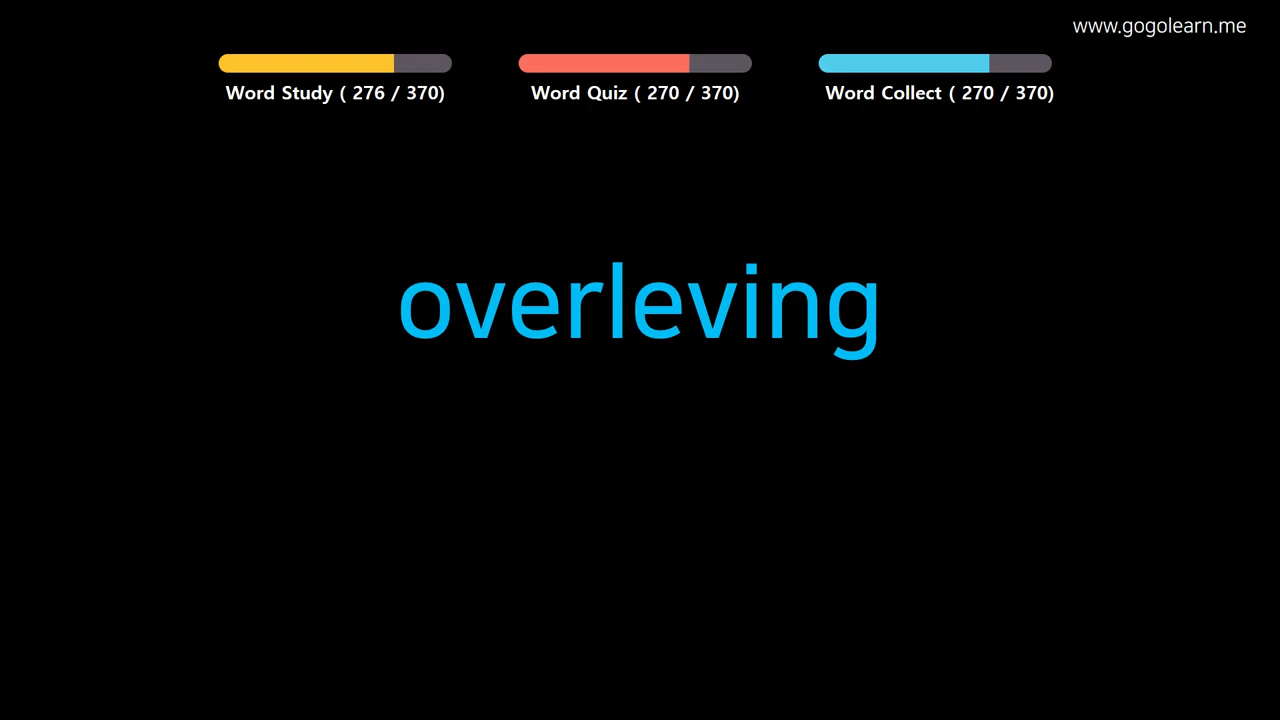 www.gogolearn.me
Word Study ( 276 / 370)
Word Quiz ( 270 / 370)
Word Collect ( 270 / 370)
overleving